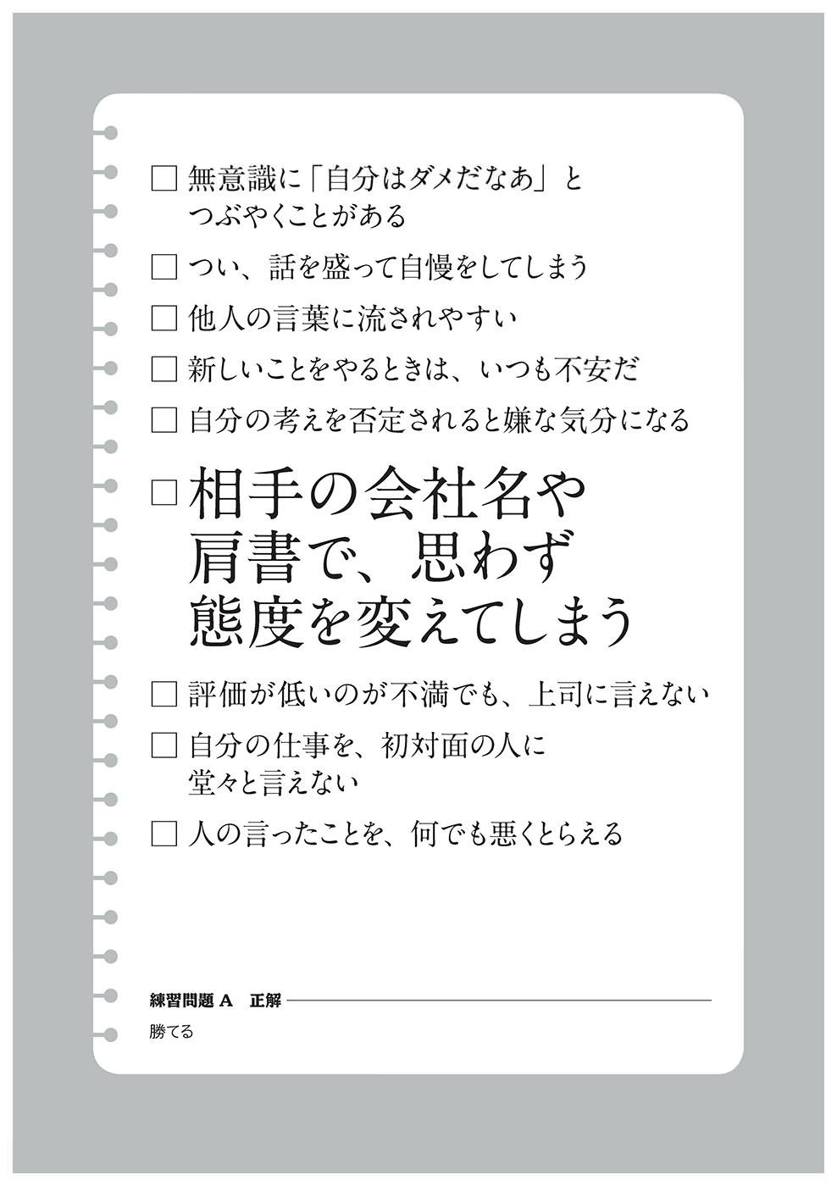 □ 無意識に「自分はダメだなあ」と
つぶやくことがある
□ つい、話を盛って自慢をしてしまう
□ 他人の言葉に流されやすい
□ 新しいことをやるときは、いつも不安だ
□ 自分の考えを否定されると嫌な気分になる
□ 相手の会社名や
肩書で、思わず
態度を変えてしまう
□ 評価が低いのが不満でも、上司に言えない
□ 自分の仕事を、初対面の人に
堂々と言えない
□ 人の言ったことを、何でも悪くとらえる
練習問題 A　正解
勝てる